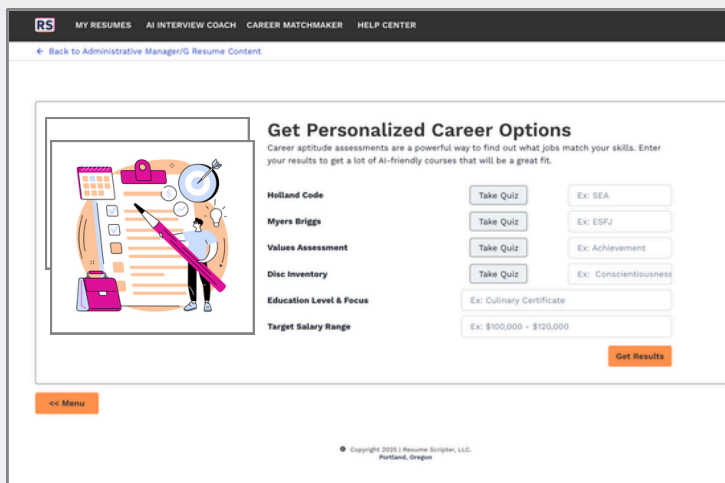 RS MY RESUMES AI INTERVIEW COACH CAREER MATCHMAKER HELP CENTER
← Back to Administrative Manager/G Resume Content
Get Personalized Career Options
Career aptitude assessments are a powerful way to find out what jobs match your skills. Enter
your results to get a lot of AI-friendly courses that will be a great fit.
Holland Code Take Quiz Ex: SEA
Myers Briggs Take Quiz Ex: ESFJ
Values Assessment Take Quiz Ex: Achievement
Disc Inventory Take Quiz Ex: Conscientiousness
Education Level & Focus Ex: Culinary Certificate
Target Salary Range Ex: $100,000 - $120,000
Get Results
<< Menu
Copyright 2025 | Resume Scripter, LLC.
Portland, Oregon